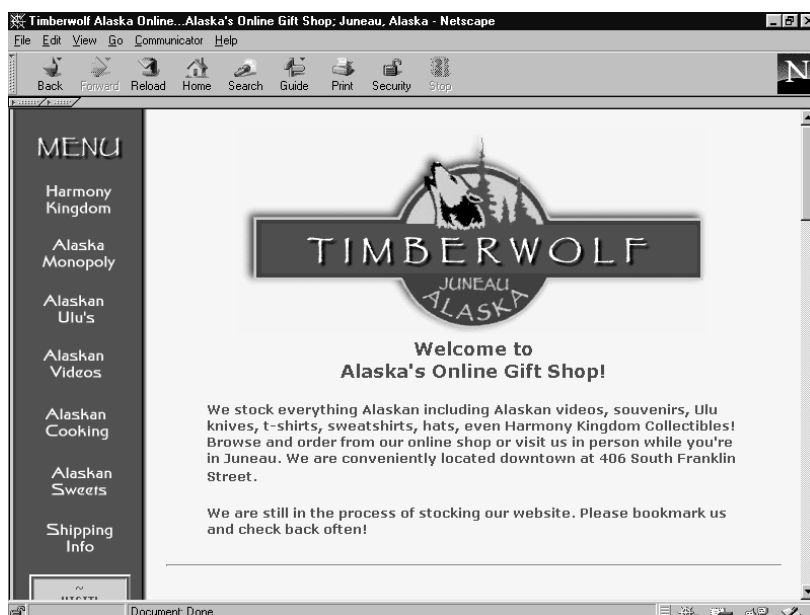 Timberwolf Alaska Online...Alaska's Online Gift Shop; Juneau, Alaska - Netscape
File Edit View Go Communicator Help
Back Forward Reload Home Search Guide Print Security Stop
N
MENU
Harmony
Kingdom
Alaska
Monopoly
Alaskan
Ulu's
Alaskan
Videos
Alaskan
Cooking
Alaskan
Sweets
Shipping
Info
~
TIMBERWOLF
JUNEAU
ALASKA
Welcome to
Alaska's Online Gift Shop!
We stock everything Alaskan including Alaskan videos, souvenirs, Ulu
knives, t-shirts, sweatshirts, hats, even Harmony Kingdom Collectibles!
Browse and order from our online shop or visit us in person while you're
in Juneau. We are conveniently located downtown at 406 South Franklin
Street.
We are still in the process of stocking our website. Please bookmark us
and check back often!
Document: Done